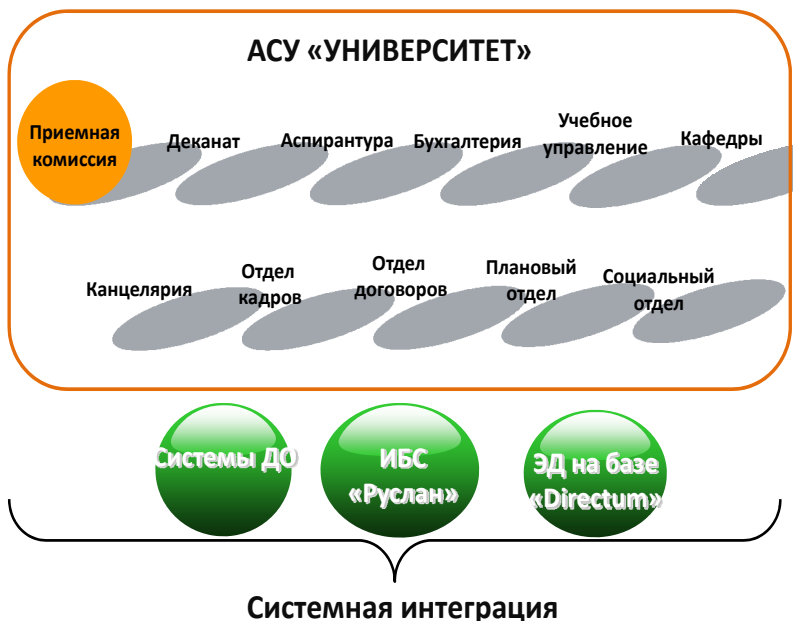 АСУ «УНИВЕРСИТЕТ»
Приемная
комиссия
Деканат
Аспирантура
Бухгалтерия
Учебное
управление
Кафедры
Канцелярия
Отдел
кадров
Отдел
договоров
Плановый
отдел
Социальный
отдел
Системы ДО
ИБС
«Руслан»
ЭД на базе
«Directum»
Системная интеграция